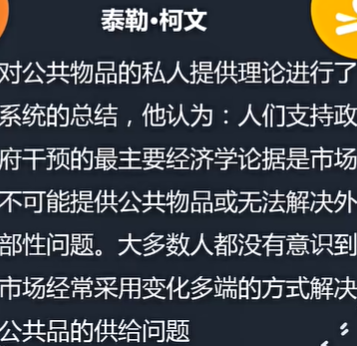 泰勒•柯文
对公共物品的私人提供理论进行了
系统的总结，他认为：人们支持政
府干预的最主要经济学论据是市场
不可能提供公共物品或无法解决外
部性问题。大多数人都没有意识到
市场经常采用变化多端的方式解决
公共品的供给问题